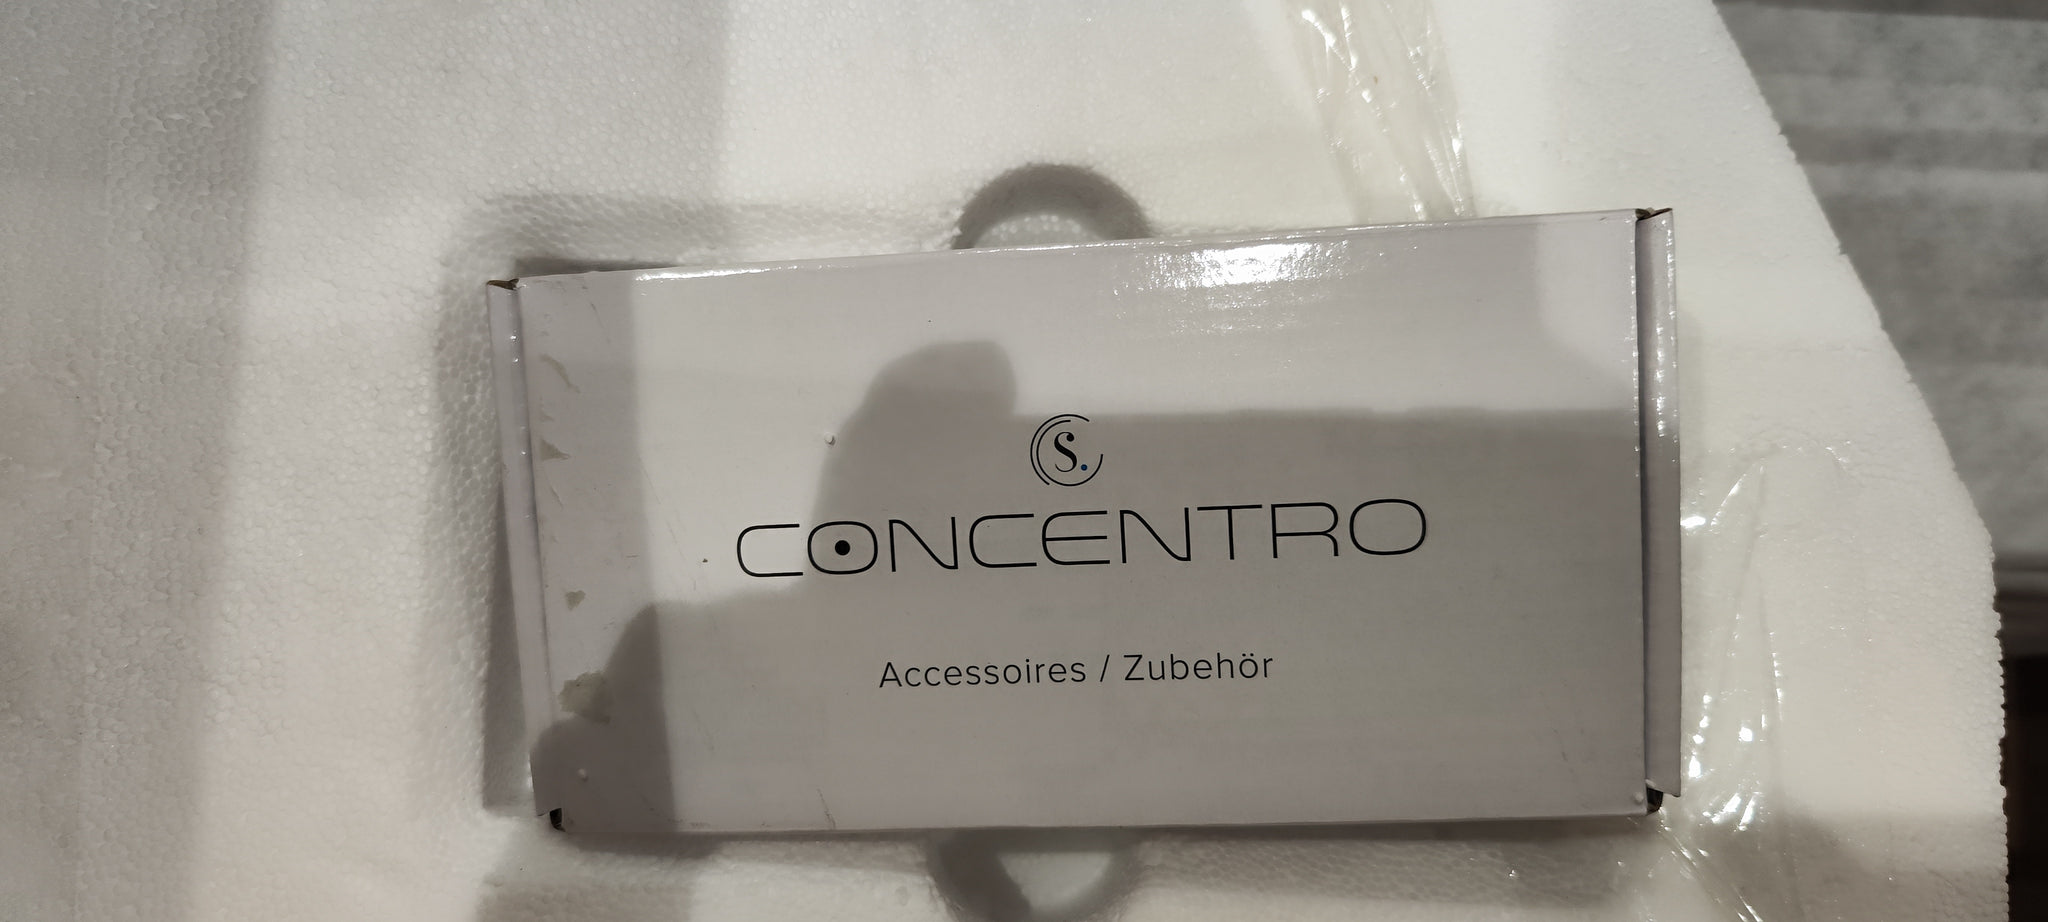 S.
CONCENTRO
Accessoires / Zubehör